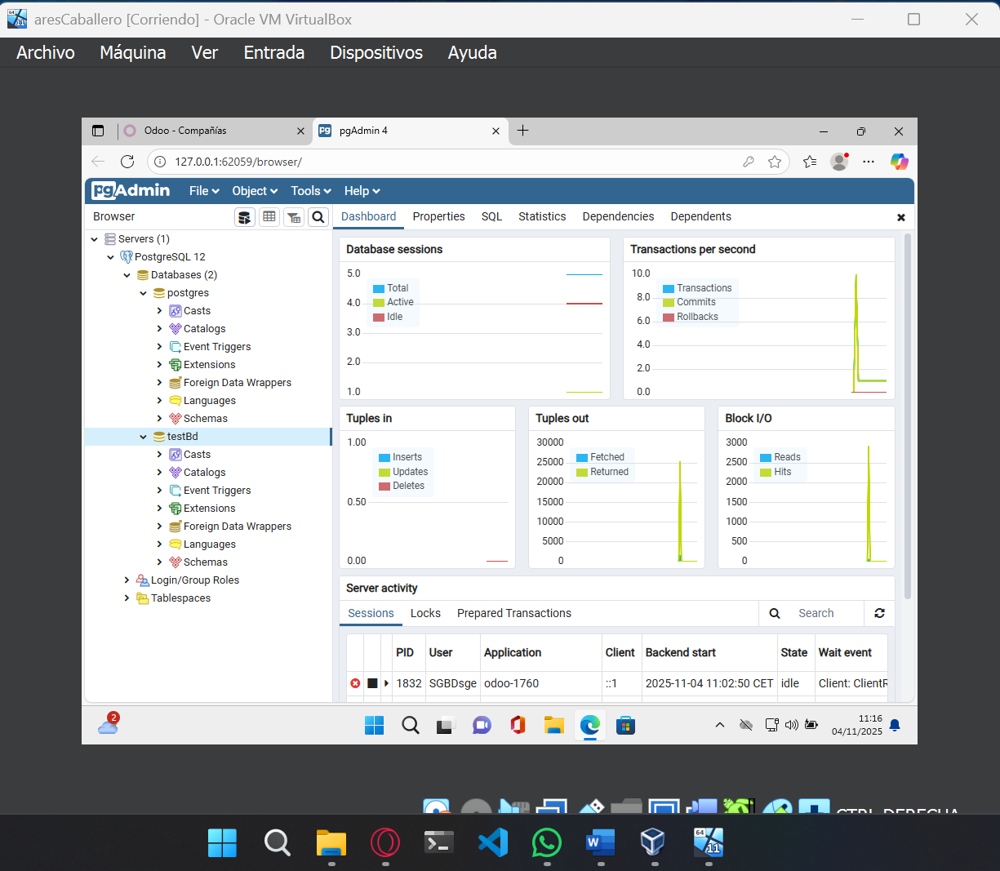 aresCaballero [Corriendo] - Oracle VM VirtualBox
Archivo Máquina Ver Entrada Dispositivos Ayuda
Odoo - Compañías
pgAdmin 4
127.0.0.1:62059/browser/
pgAdmin File Object Tools Help
Browser
Dashboard Properties SQL Statistics Dependencies Dependents
Servers (1)
PostgreSQL 12
Databases (2)
postgres
Casts
Catalogs
Event Triggers
Extensions
Foreign Data Wrappers
Languages
Schemas
testBd
Casts
Catalogs
Event Triggers
Extensions
Foreign Data Wrappers
Languages
Schemas
Login/Group Roles
Tablespaces
Database sessions
5.0
4.0
3.0
2.0
1.0
Total
Active
Idle
Transactions per second
10.0
8.0
6.0
4.0
2.0
0.0
Transactions
Commits
Rollbacks
Tuples in
1.00
0.50
0.00
Inserts
Updates
Deletes
Tuples out
30000
25000
20000
15000
10000
5000
0
Fetched
Returned
Block I/O
3000
2500
2000
1500
1000
500
0
Reads
Hits
Server activity
Sessions Locks Prepared Transactions
Search
PID User Application Client Backend start State Wait event
1832 SGBDsge odoo-1760 ::1 2025-11-04 11:02:50 CET idle Client: ClientR
2
11:16
04/11/2025
CTRL DERECHA
64
11